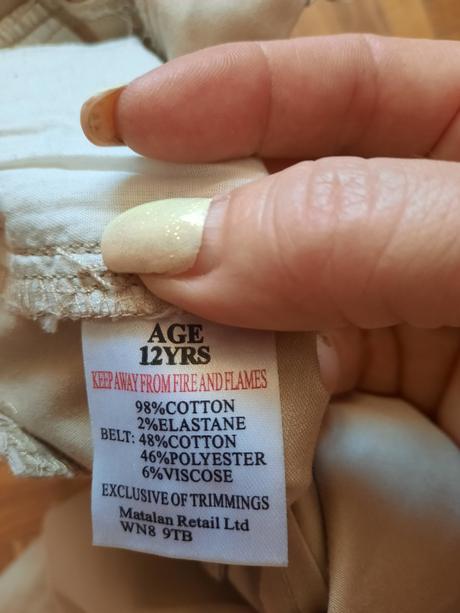 AGE
12YRS
KEEP AWAY FROM FIRE AND FLAMES
98%COTTON
2%ELASTANE
BELT: 48%COTTON
46%POLYESTER
6%VISCOSE
EXCLUSIVE OF TRIMMINGS
Matalan Retail Ltd
WN8 9TB